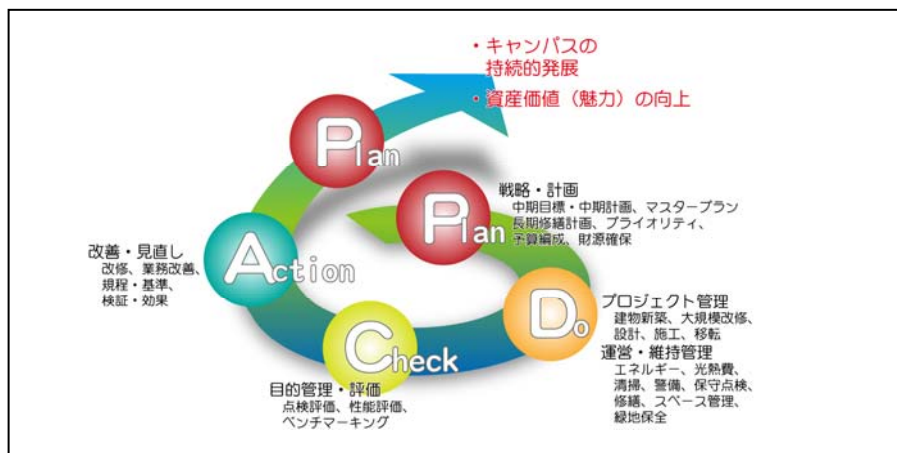 ・キャンパスの
持続的発展
・資産価値（魅力）の向上
Plan
Plan
戦略・計画
中期目標・中期計画、マスタープラン
長期修繕計画、プライオリティ、
予算編成、財源確保
Do
プロジェクト管理
建物新築、大規模改修、
設計、施工、移転
運営・維持管理
エネルギー、光熱費、
清掃、警備、保守点検、
修繕、スペース管理、
緑地保全
Check
目的管理・評価
点検評価、性能評価、
ベンチマーキング
Action
改善・見直し
改修、業務改善、
規程・基準、
検証・効果